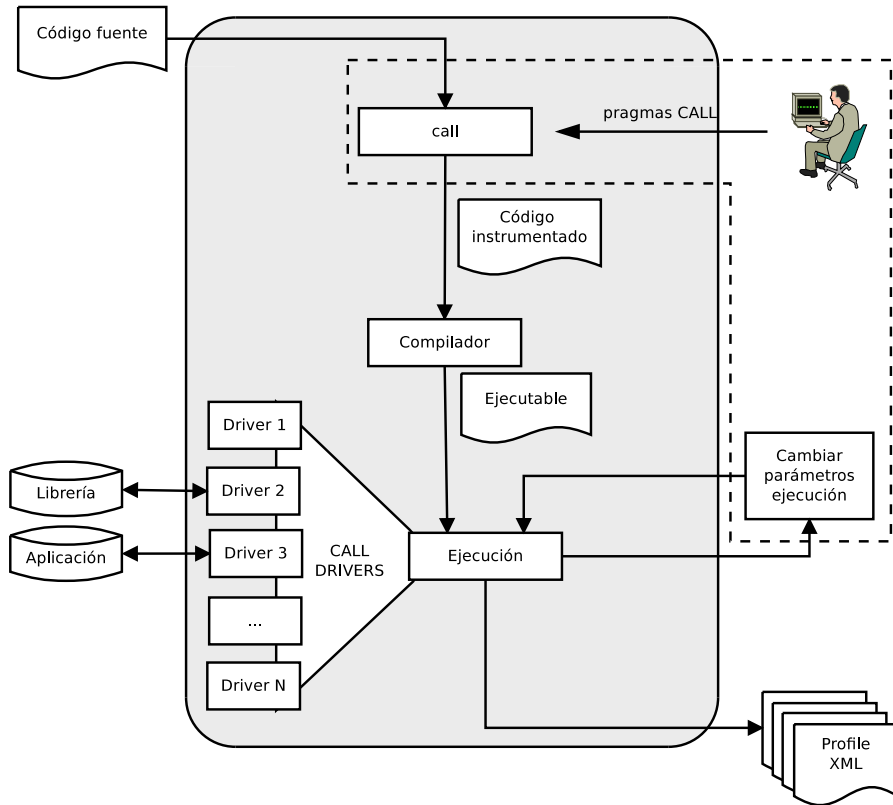 Código fuente
call
pragmas CALL
Código
instrumentado
Compilador
Ejecutable
Driver 1
Driver 2
Driver 3
...
Driver N
Librería
Aplicación
CALL
DRIVERS
Ejecución
Cambiar
parámetros
ejecución
Profile
XML